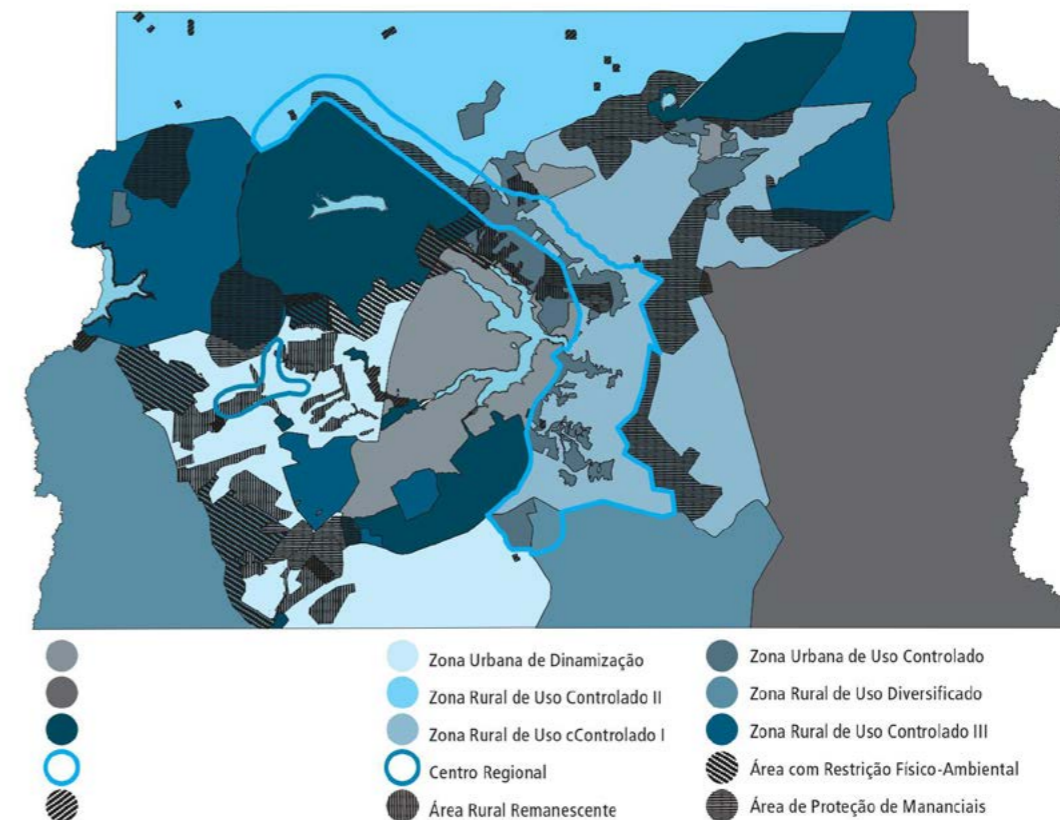 Zona Urbana de Dinamização
Zona Rural de Uso Controlado II
Zona Rural de Uso cControlado I
Centro Regional
Área Rural Remanescente
Zona Urbana de Uso Controlado
Zona Rural de Uso Diversificado
Zona Rural de Uso Controlado III
Área com Restrição Físico-Ambiental
Área de Proteção de Mananciais